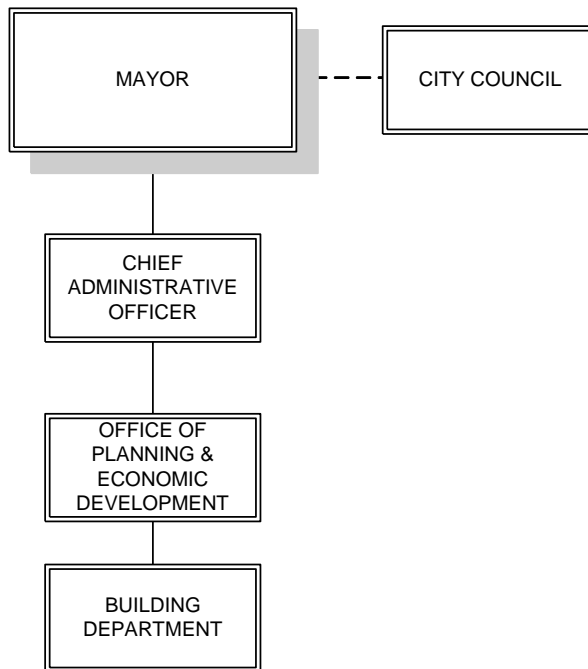 MAYOR
CITY COUNCIL
CHIEF
ADMINISTRATIVE
OFFICER
OFFICE OF
PLANNING &
ECONOMIC
DEVELOPMENT
BUILDING
DEPARTMENT